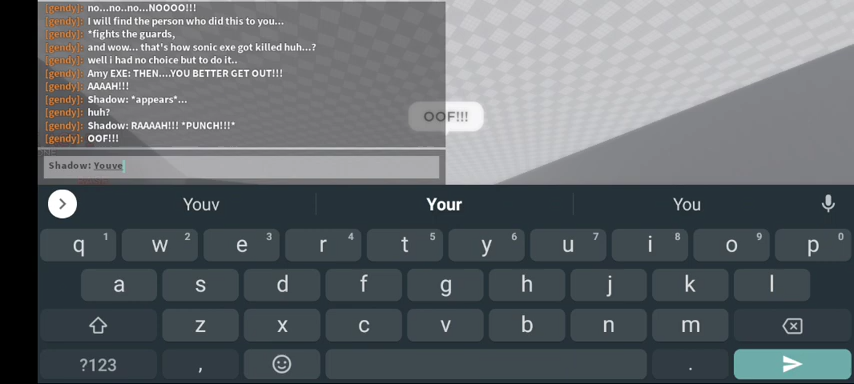 [gendy]: no...no..no...NOOOO!!!
[gendy]: I will find the person who did this to you...
[gendy]: *fights the guards,
[gendy]: and wow... that's how sonic exe got killed huh...?
[gendy]: well i had no choice but to do it..
[gendy]: Amy EXE: THEN....YOU BETTER GET OUT!!!
[gendy]: AAAAH!!!
[gendy]: Shadow: *appears*...
[gendy]: huh?
[gendy]: Shadow: RAAAAH!!! *PUNCH!!!*
[gendy]: OOF!!!
OOF!!!
Shadow: Youve
Youv Your You
q 1 w 2 e 3 r 4 t 5 y 6 u 7 i 8 o 9 p 0
a s d f g h j k l
z x c v b n m
?123 , .